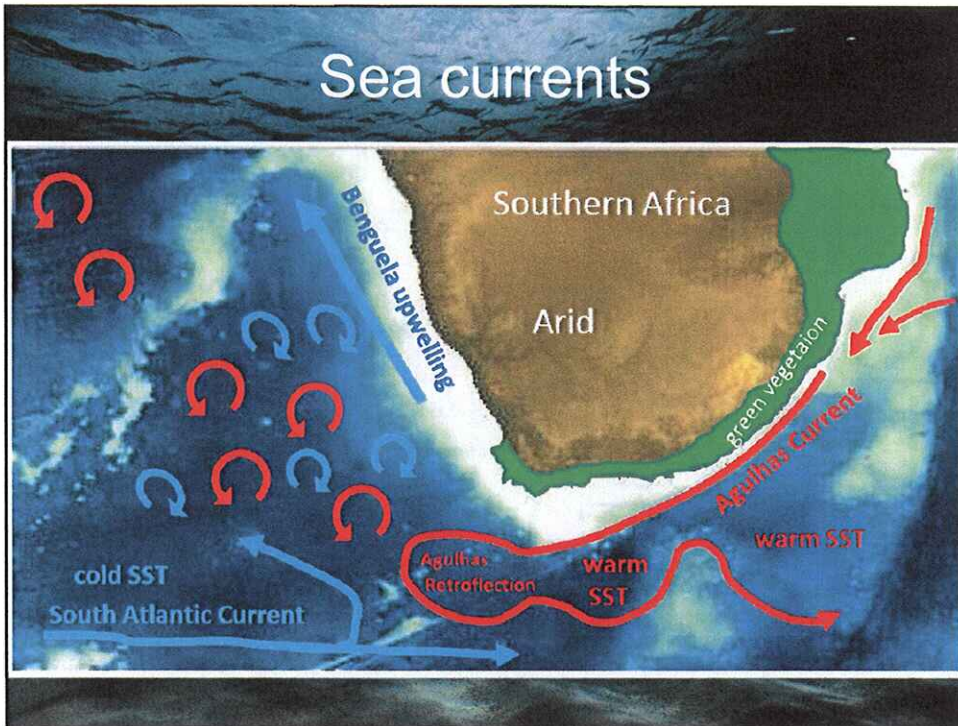 Sea currents
Southern Africa
Benguela upwelling
Arid
green vegetaion
Agulhas Current
warm SST
Agulhas
Retroflection
warm
SST
cold SST
South Atlantic Current